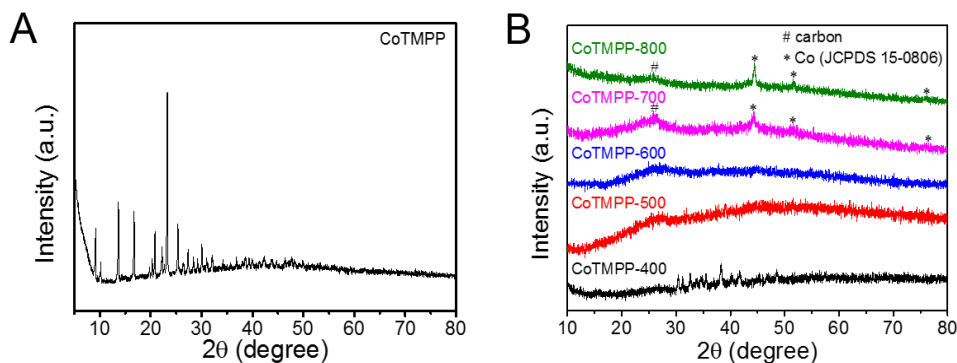 A
CoTMPP
Intensity (a.u.)
10 20 30 40 50 60 70 80
2θ (degree)
B
# carbon
* Co (JCPDS 15-0806)
CoTMPP-800
#
*
*
*
CoTMPP-700
#
*
*
*
CoTMPP-600
CoTMPP-500
CoTMPP-400
Intensity (a.u.)
10 20 30 40 50 60 70 80
2θ (degree)